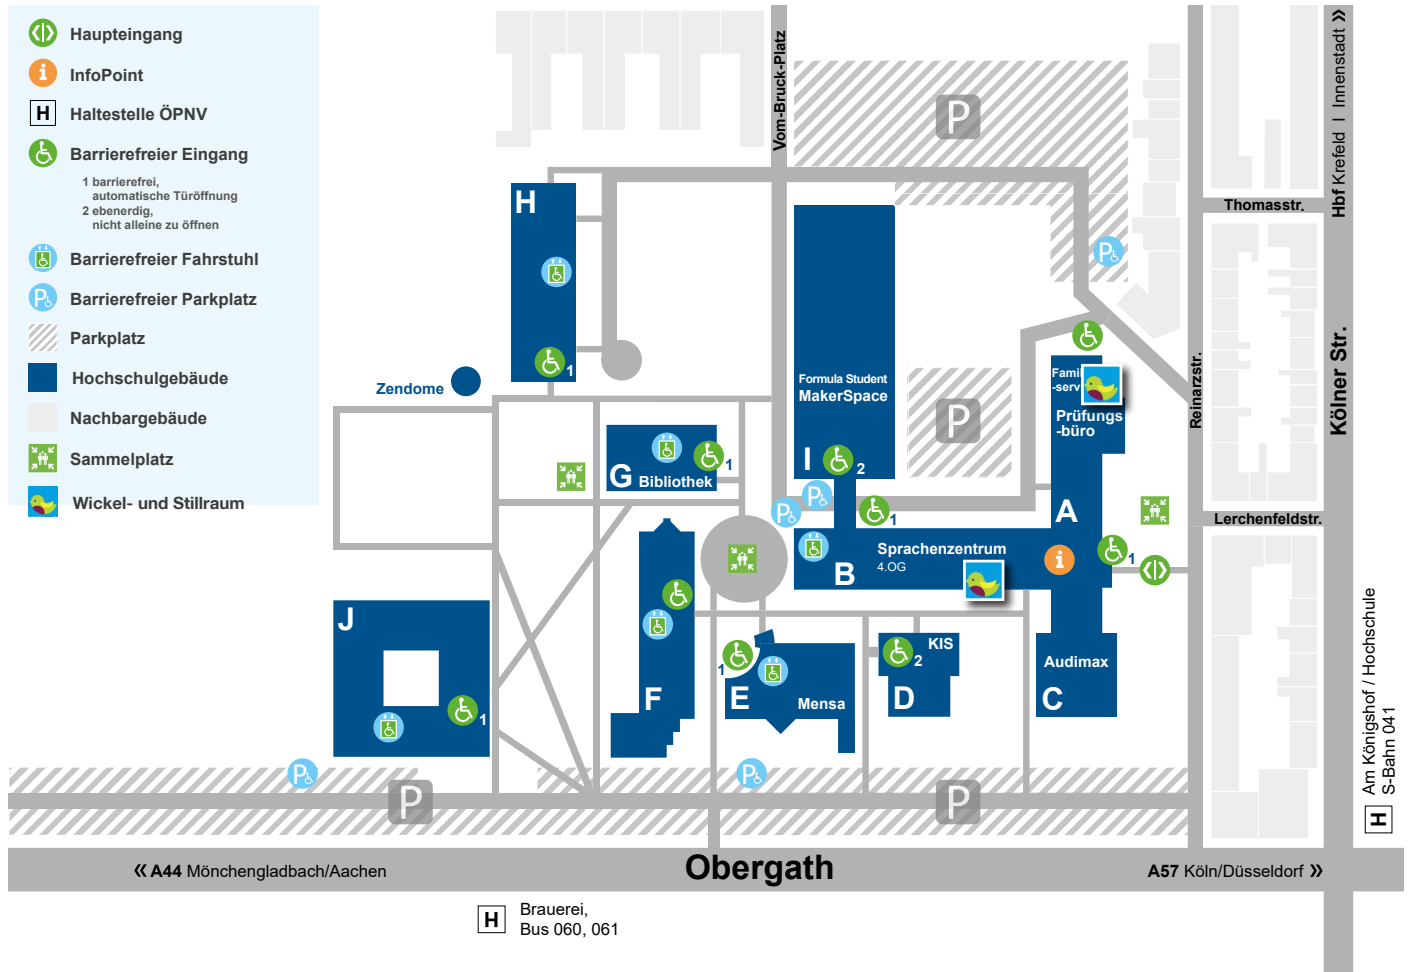 Haupteingang
InfoPoint
H
Haltestelle ÖPNV
Barrierefreier Eingang
1 barrierefrei,
automatische Türöffnung
2 ebenerdig,
nicht alleine zu öffnen
Barrierefreier Fahrstuhl
P
Barrierefreier Parkplatz
Parkplatz
Hochschulgebäude
Nachbargebäude
Sammelplatz
Wickel- und Stillraum
Vom-Bruck-Platz
P
Hbf Krefeld I Innenstadt »
Thomasstr.
H
1
P
Zendome
Formula Student
MakerSpace
P
Prüfungs
-büro
Reinarzstr.
Kölner Str.
I
2
G
Bibliothek
1
P
P
1
A
Lerchenfeldstr.
Sprachenzentrum
4.OG
B
i
1
J
1
F
1
E
Mensa
KIS
2
D
Audimax
C
P
P
P
P
Am Königshof / Hochschule
S-Bahn 041
H
« A44 Mönchengladbach/Aachen
Obergath
A57 Köln/Düsseldorf »
H
Brauerei,
Bus 060, 061